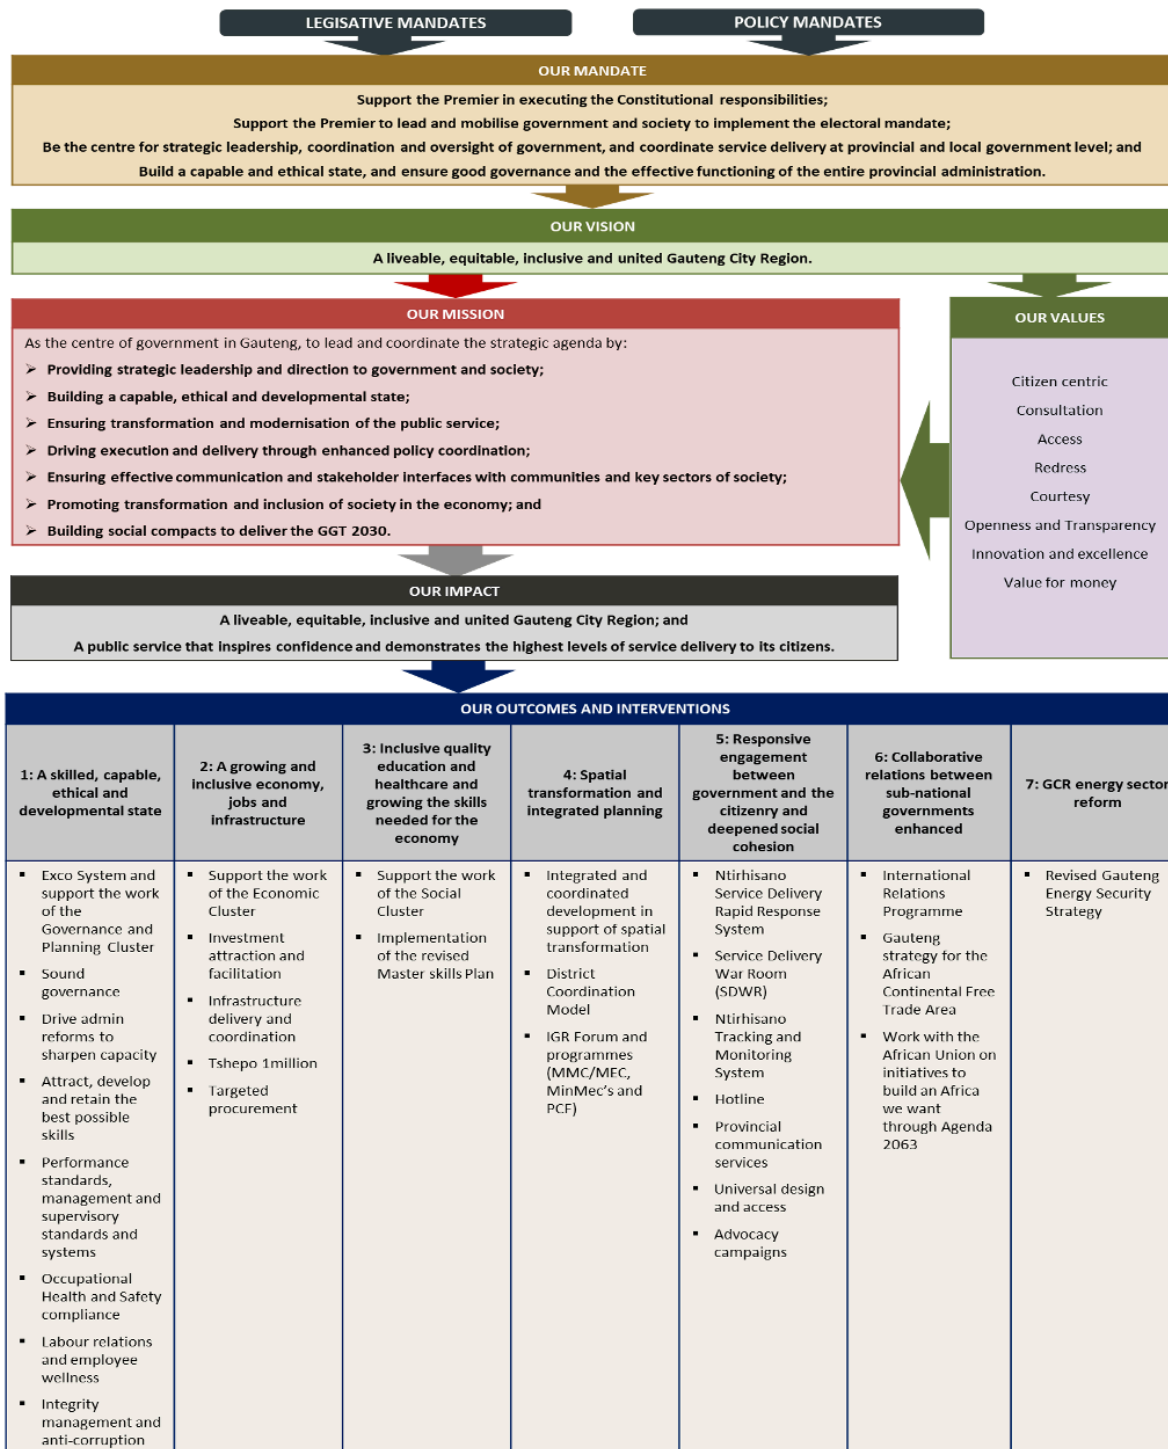 LEGISATIVE MANDATES
POLICY MANDATES
OUR MANDATE
Support the Premier in executing the Constitutional responsibilities;
Support the Premier to lead and mobilise government and society to implement the electoral mandate;
Be the centre for strategic leadership, coordination and oversight of government, and coordinate service delivery at provincial and local government level; and
Build a capable and ethical state, and ensure good governance and the effective functioning of the entire provincial administration.
OUR VISION
A liveable, equitable, inclusive and united Gauteng City Region.
OUR MISSION
As the centre of government in Gauteng, to lead and coordinate the strategic agenda by:
➢ Providing strategic leadership and direction to government and society;
➢ Building a capable, ethical and developmental state;
➢ Ensuring transformation and modernisation of the public service;
➢ Driving execution and delivery through enhanced policy coordination;
➢ Ensuring effective communication and stakeholder interfaces with communities and key sectors of society;
➢ Promoting transformation and inclusion of society in the economy; and
➢ Building social compacts to deliver the GGT 2030.
OUR VALUES
Citizen centric
Consultation
Access
Redress
Courtesy
Openness and Transparency
Innovation and excellence
Value for money
OUR IMPACT
A liveable, equitable, inclusive and united Gauteng City Region; and
A public service that inspires confidence and demonstrates the highest levels of service delivery to its citizens.
OUR OUTCOMES AND INTERVENTIONS
1: A skilled, capable,
ethical and
developmental state
▪ Exco System and
support the work
of the
Governance and
Planning Cluster
▪ Sound
governance
▪ Drive admin
reforms to
sharpen capacity
▪ Attract, develop
and retain the
best possible
skills
▪ Performance
standards,
management and
supervisory
standards and
systems
▪ Occupational
Health and Safety
compliance
▪ Labour relations
and employee
wellness
▪ Integrity
management and
anti-corruption
2: A growing and
inclusive economy,
jobs and
infrastructure
▪ Support the work
of the Economic
Cluster
▪ Investment
attraction and
facilitation
▪ Infrastructure
delivery and
coordination
▪ Tshepo 1million
▪ Targeted
procurement
3: Inclusive quality
education and
healthcare and
growing the skills
needed for the
economy
▪ Support the work
of the Social
Cluster
▪ Implementation
of the revised
Master skills Plan
4: Spatial
transformation and
integrated planning
▪ Integrated and
coordinated
development in
support of spatial
transformation
▪ District
Coordination
Model
▪ IGR Forum and
programmes
(MMC/MEC,
MinMec's and
PCF)
5: Responsive
engagement
between
government and the
citizenry and
deepened social
cohesion
▪ Ntirhisano
Service Delivery
Rapid Response
System
▪ Service Delivery
War Room
(SDWR)
▪ Ntirhisano
Tracking and
Monitoring
System
▪ Hotline
▪ Provincial
communication
services
▪ Universal design
and access
▪ Advocacy
campaigns
6: Collaborative
relations between
sub-national
governments
enhanced
▪ International
Relations
Programme
▪ Gauteng
strategy for the
African
Continental Free
Trade Area
▪ Work with the
African Union on
initiatives to
build an Africa
we want
through Agenda
2063
7: GCR energy sector
reform
▪ Revised Gauteng
Energy Security
Strategy